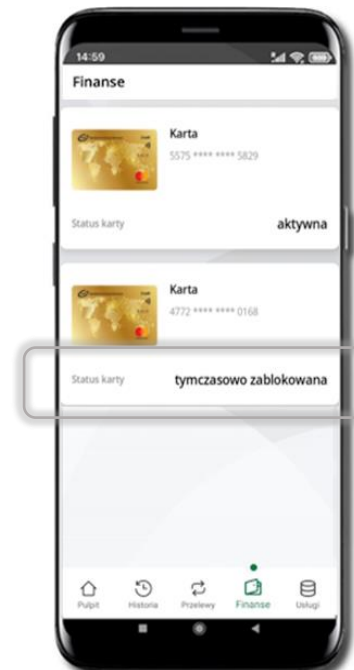 14:59
Finanse
Karta
5575 **** **** 5829
Status karty
aktywna
Karta
4772 **** **** 0168
Status karty
tymczasowo zablokowana
Pulpit
Historia
Przelewy
Finanse
Usługi